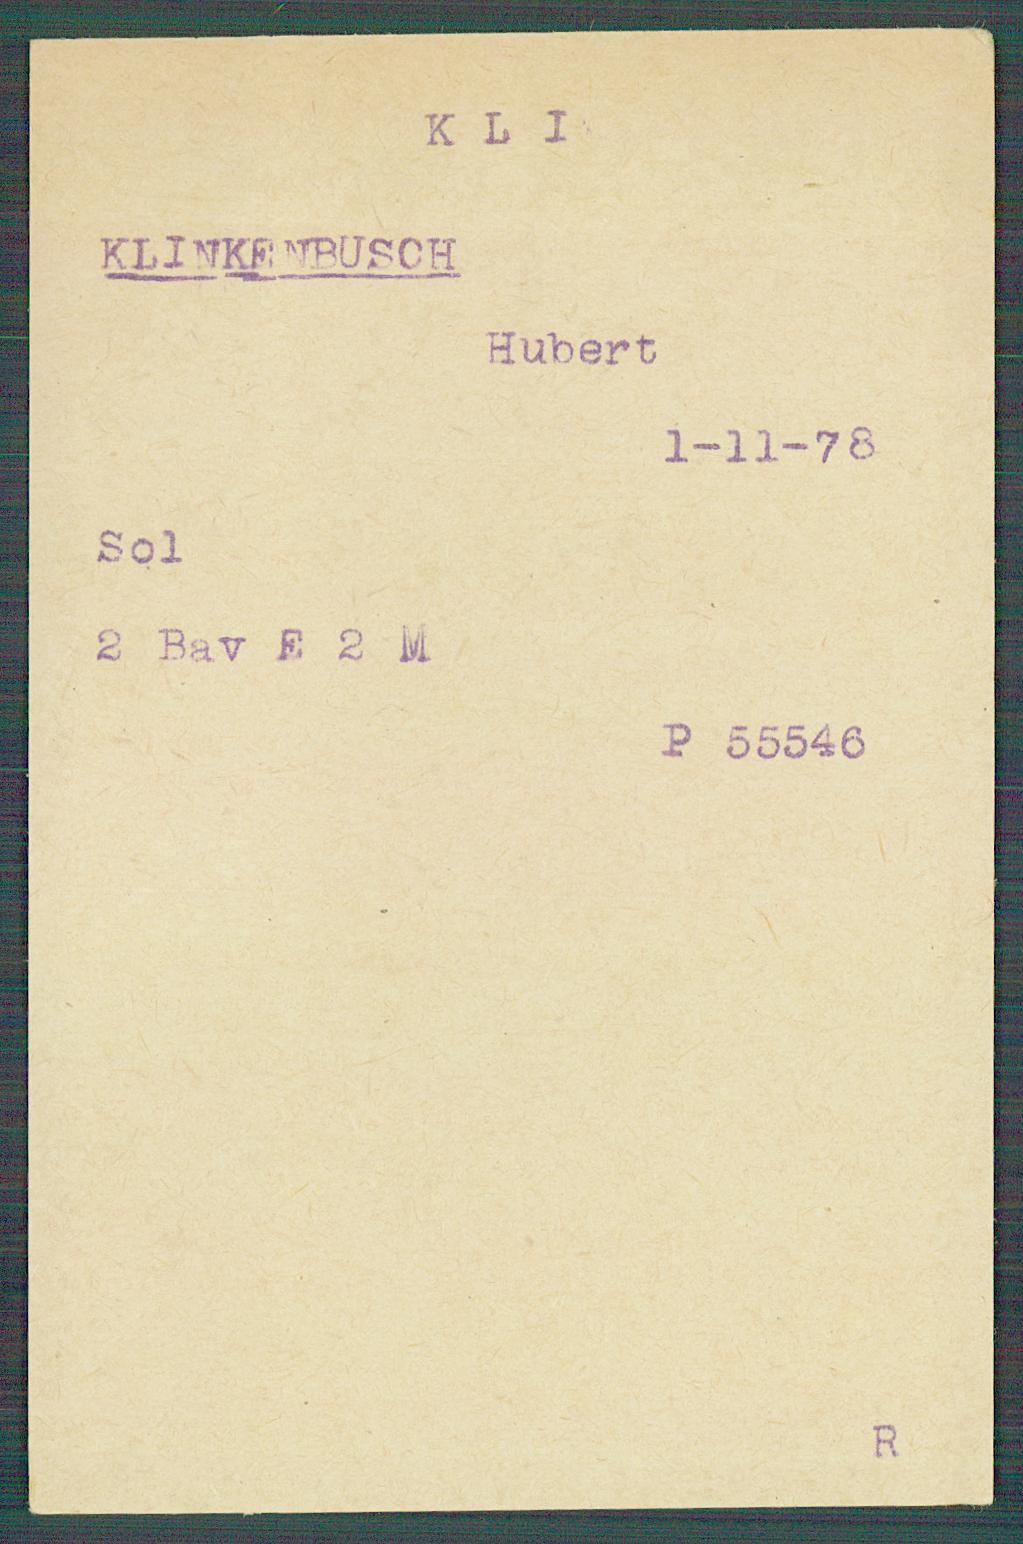 K L I
KLINKENBUSCH
Hubert
1-11-78
Sol
2 Bav E 2 M
P 55546
R